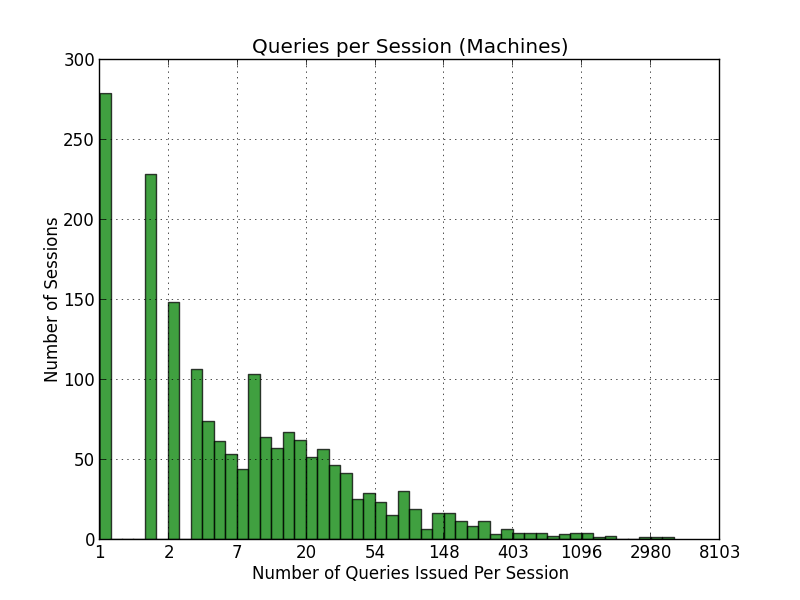 Queries per Session (Machines)
300
250
200
150
100
50
0
Number of Sessions
1 2 7 20 54 148 403 1096 2980 8103
Number of Queries Issued Per Session